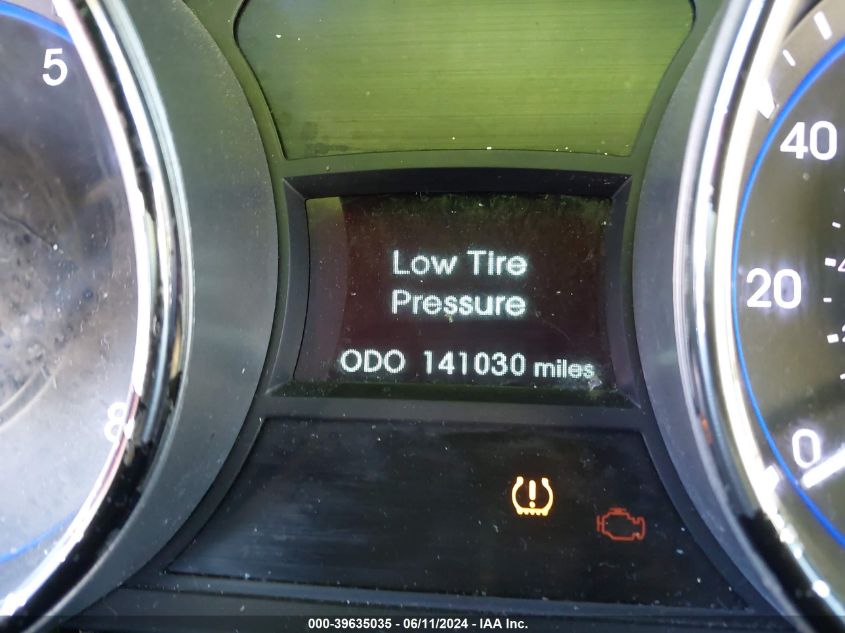 5
8
Low Tire
Pressure
ODO 141030 miles
40
20
0
000-39635035 - 06/11/2024 - IAA Inc.